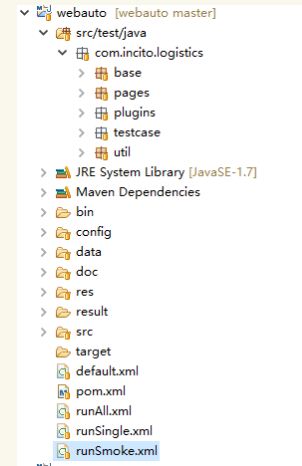 webauto [webauto master]
src/test/java
com.incito.logistics
base
pages
plugins
testcase
util
JRE System Library [JavaSE-1.7]
Maven Dependencies
bin
config
data
doc
res
result
src
target
default.xml
pom.xml
runAll.xml
runSingle.xml
runSmoke.xml